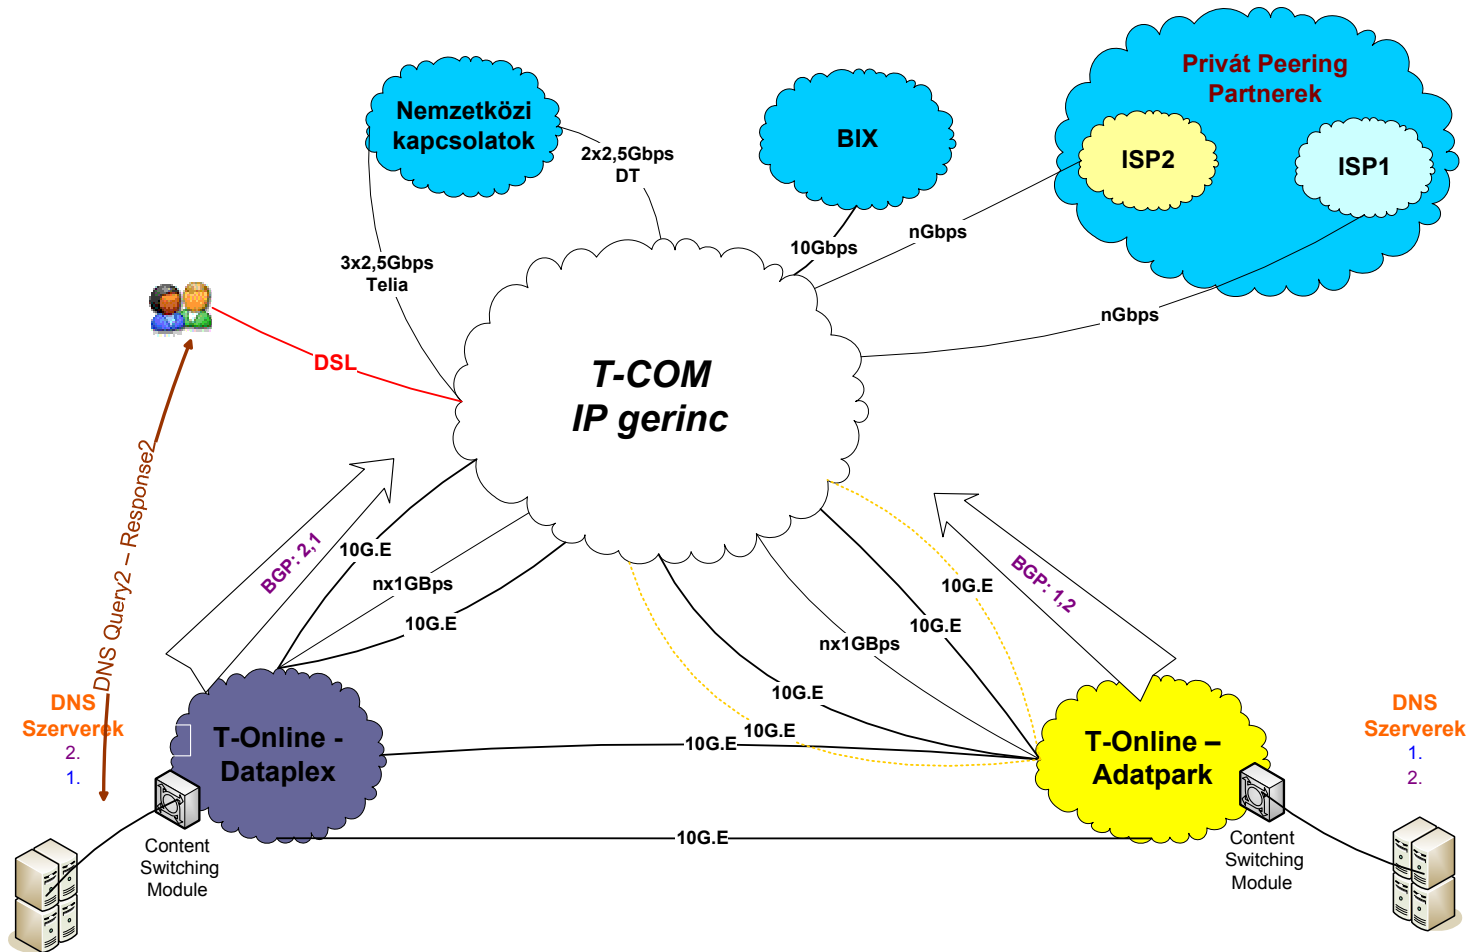 Nemzetközi
kapcsolatok
BIX
Privát Peering
Partnerek
ISP2
ISP1
2x2,5Gbps
DT
10Gbps
nGbps
nGbps
3x2,5Gbps
Telia
DSL
T-COM
IP gerinc
DNS Query2 – Response2
BGP: 2,1
BGP: 1,2
10G.E
nx1GBps
10G.E
10G.E
10G.E
nx1GBps
10G.E
10G.E
10G.E
10G.E
DNS
Szerverek
2.
1.
T-Online -
Dataplex
T-Online –
Adatpark
DNS
Szerverek
1.
2.
Content
Switching
Module
Content
Switching
Module